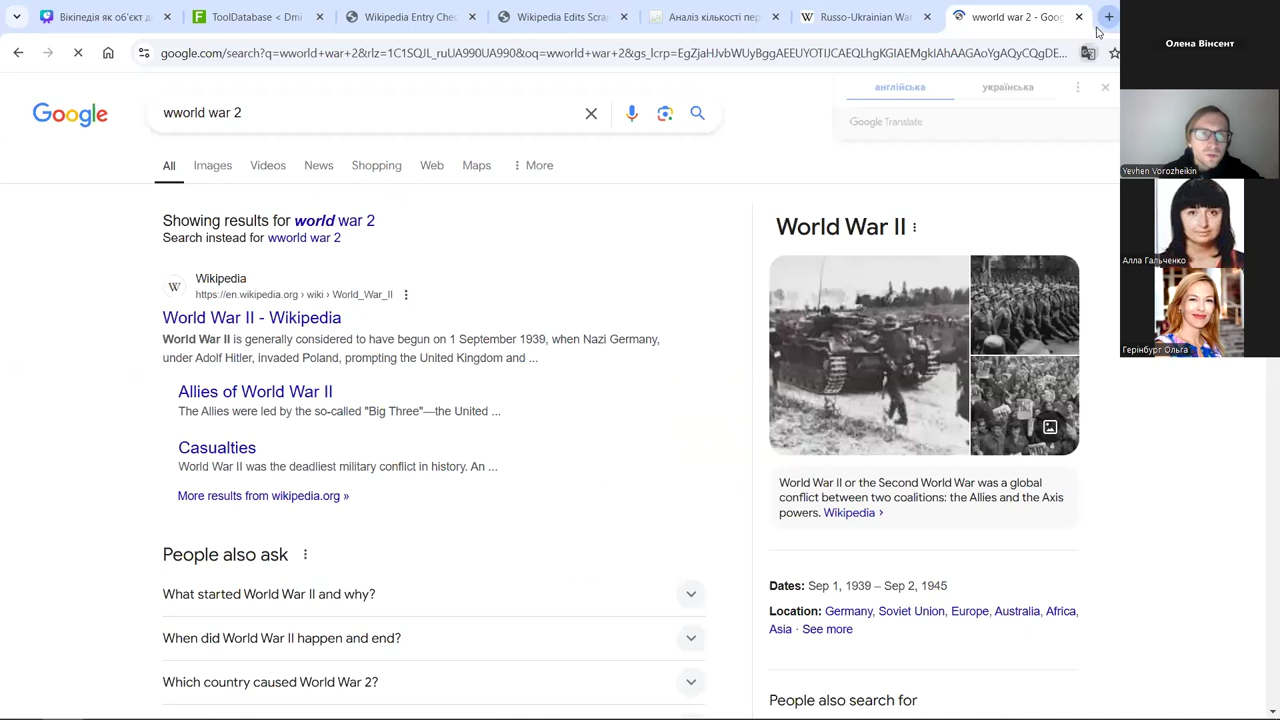 Wikipedia як об'єкт д
ToolDatabase < Dmi
Wikipedia Entry Che
Wikipedia Edits Scrap
Аналіз кількості пер
Russo-Ukrainian War
wworld war 2 - Goog
google.com/search?q=wworld+war+2&rlz=1C1SQJL_ruUA990UA990&oq=wworld+war+2&gs_lcrp=EgZjaHJvbWUyBggAEEUYOTIJCAEQLhgKGIAEMgkIAhAAGAoYgAQyCQgDE...
Google
wworld war 2
англійська
українська
Google Translate
All
Images
Videos
News
Shopping
Web
Maps
More
Showing results for world war 2
Search instead for wworld war 2
W
Wikipedia
https://en.wikipedia.org › wiki › World_War_II
World War II - Wikipedia
World War II is generally considered to have begun on 1 September 1939, when Nazi Germany,
under Adolf Hitler, invaded Poland, prompting the United Kingdom and ...
Allies of World War II
The Allies were led by the so-called "Big Three"—the United ...
Casualties
World War II was the deadliest military conflict in history. An ...
More results from wikipedia.org »
People also ask
What started World War II and why?
When did World War II happen and end?
Which country caused World War 2?
World War II
World War II or the Second World War was a global
conflict between two coalitions: the Allies and the Axis
powers. Wikipedia ›
Dates: Sep 1, 1939 – Sep 2, 1945
Location: Germany, Soviet Union, Europe, Australia, Africa,
Asia · See more
People also search for
Олена Вінсент
Yevhen Vorozheikin
Алла Гальченко
Герінбург Ольга